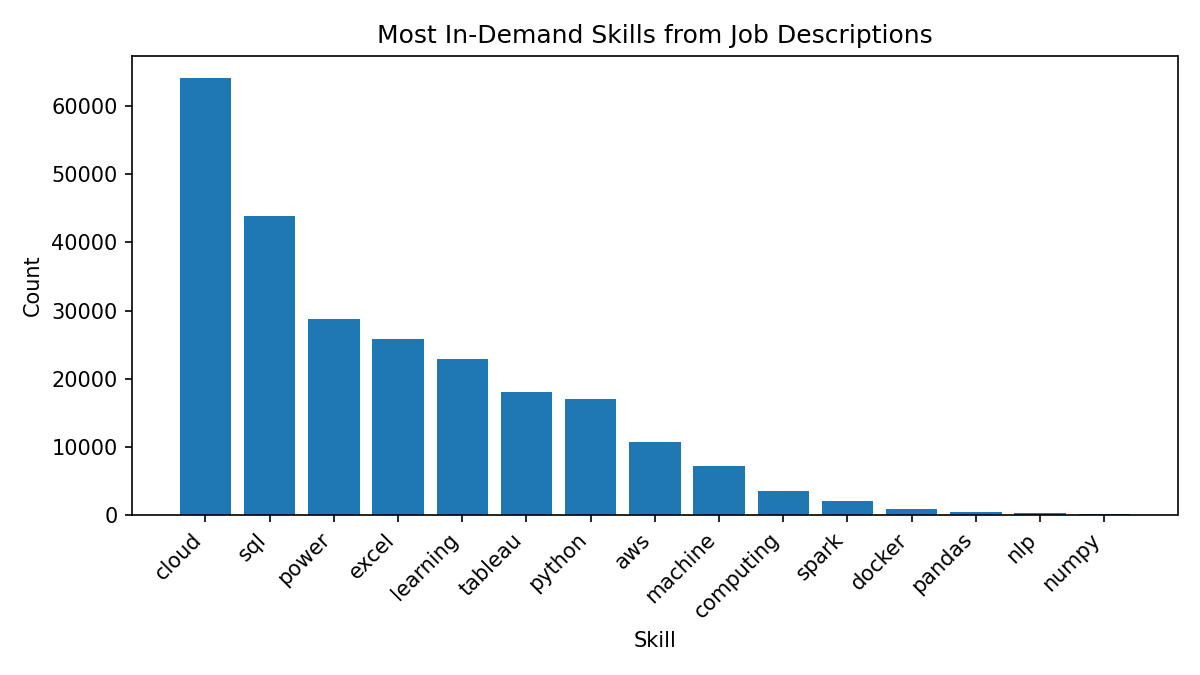 Most In-Demand Skills from Job Descriptions
Count
60000
50000
40000
30000
20000
10000
0
cloud
sql
power
excel
learning
tableau
python
aws
machine
computing
spark
docker
pandas
nlp
numpy
Skill